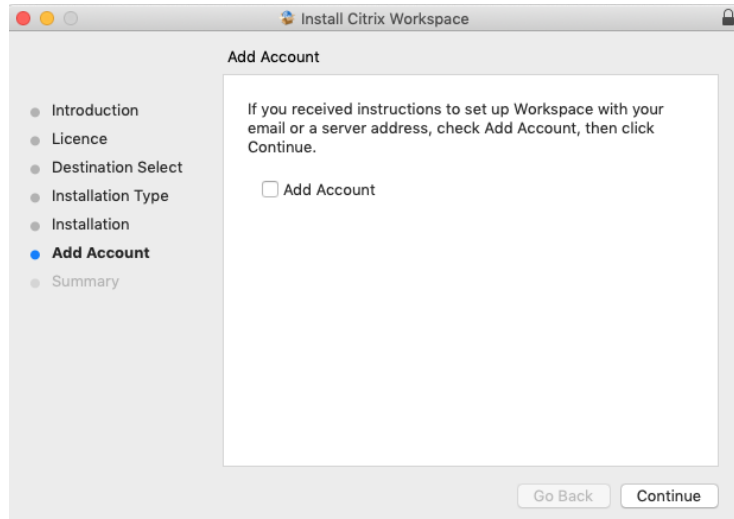 Install Citrix Workspace
Add Account
Introduction
Licence
Destination Select
Installation Type
Installation
Add Account
Summary
If you received instructions to set up Workspace with your
email or a server address, check Add Account, then click
Continue.
Add Account
Go Back
Continue